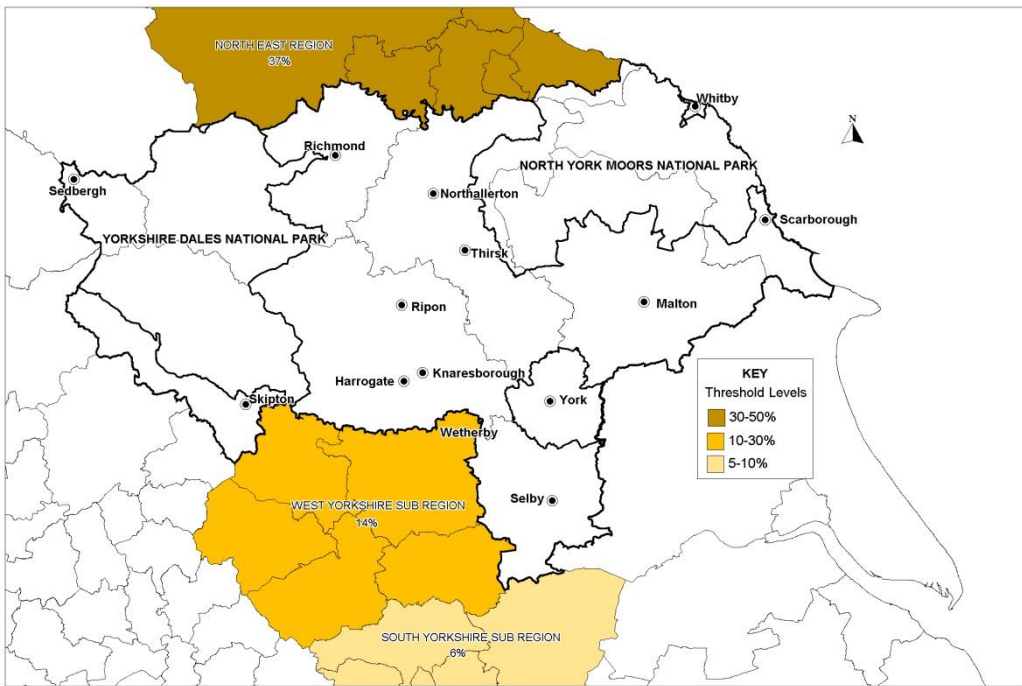 NORTH EAST REGION
37%
Whitby
Richmond
NORTH YORK MOORS NATIONAL PARK
Sedbergh
Northallerton
Scarborough
YORKSHIRE DALES NATIONAL PARK
Thirsk
Ripon
Malton
Knaresborough
Harrogate
Skipton
York
Wetherby
KEY
Threshold Levels
30-50%
10-30%
5-10%
Selby
WEST YORKSHIRE SUB REGION
14%
SOUTH YORKSHIRE SUB REGION
6%